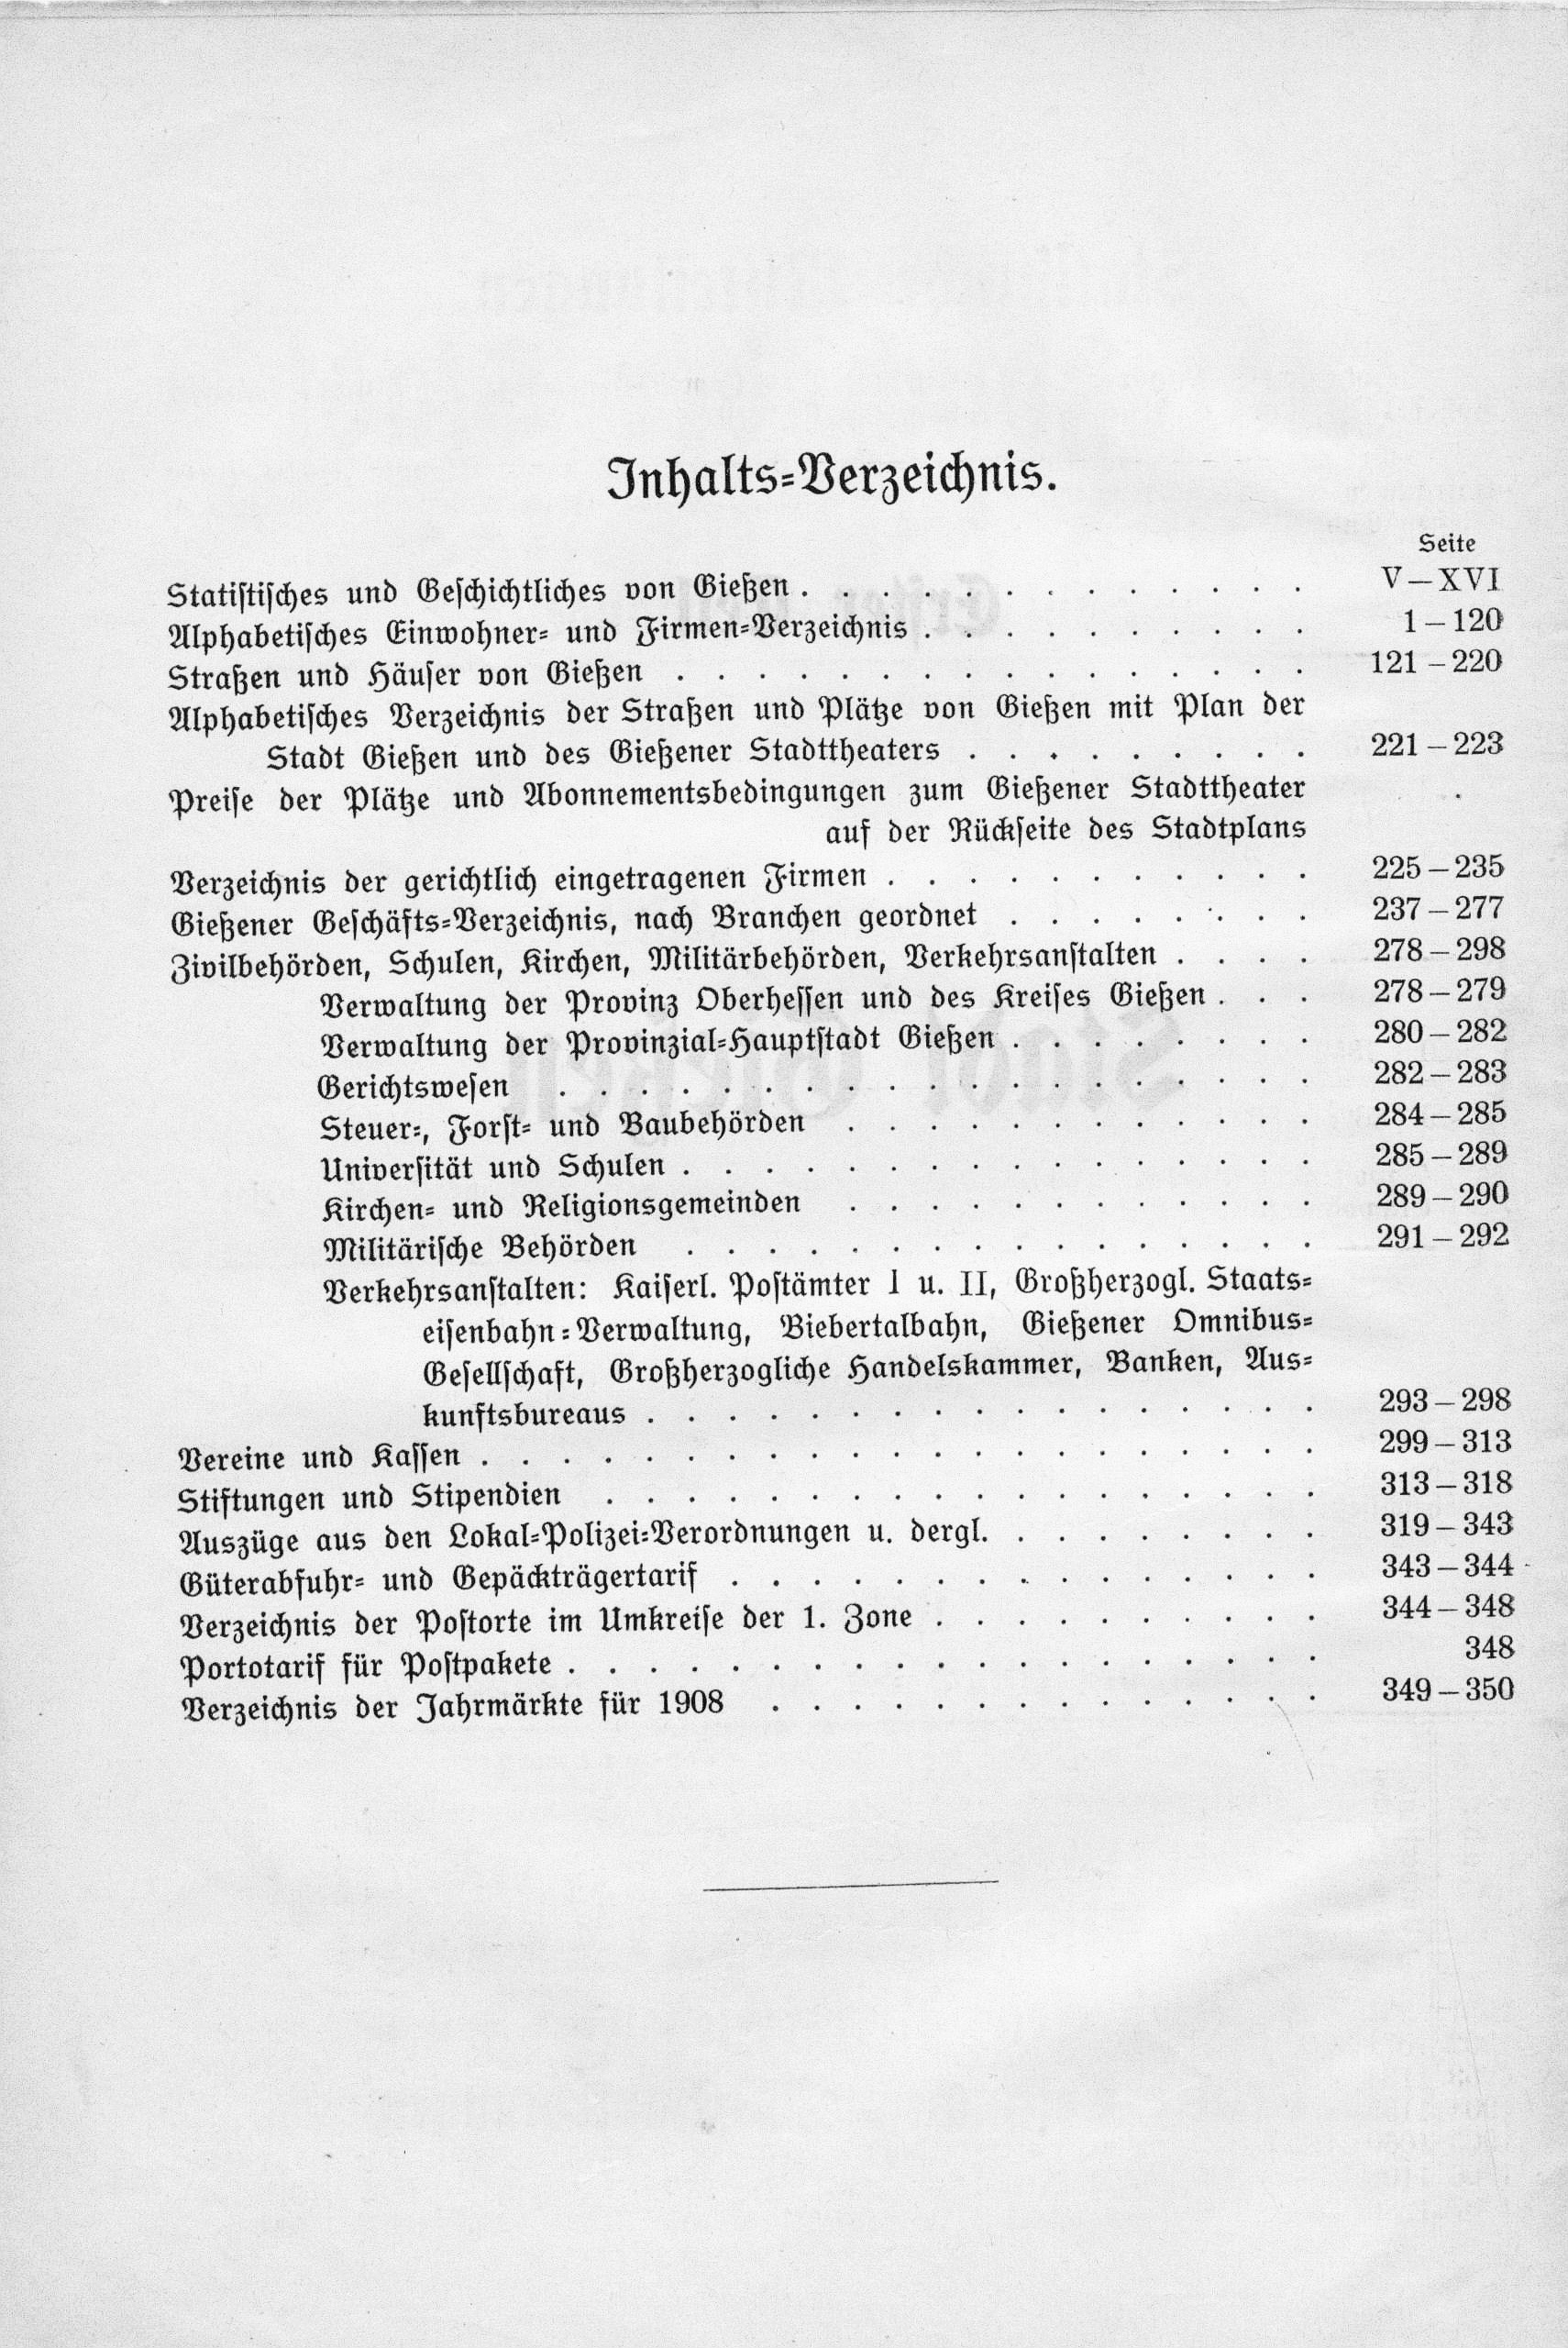 Inhalts-Verzeichnis.
Seite
Statistisches und Geschichtliches von Gießen . . . . . . . . . . . . . V—XVI
Alphabetisches Einwohner- und Firmen-Verzeichnis . . . . . . . . . . 1—120
Straßen und Häuser von Gießen . . . . . . . . . . . . . . . . 121—220
Alphabetisches Verzeichnis der Straßen und Plätze von Gießen mit Plan der
Stadt Gießen und des Gießener Stadttheaters . . . . . . . . . 221—223
Preise der Plätze und Abonnementsbedingungen zum Gießener Stadttheater
auf der Rückseite des Stadtplans
Verzeichnis der gerichtlich eingetragenen Firmen . . . . . . . . . . . 225—235
Gießener Geschäfts-Verzeichnis, nach Branchen geordnet . . . . . . . . 237—277
Zivilbehörden, Schulen, Kirchen, Militärbehörden, Verkehrsanstalten . . . . 278—298
Verwaltung der Provinz Oberhessen und des Kreises Gießen . . . 278—279
Verwaltung der Provinzial-Hauptstadt Gießen . . . . . . . . 280—282
Gerichtswesen . . . . . . . . . . . . . . . . . . . 282—283
Steuer-, Forst- und Baubehörden . . . . . . . . . . . . 284—285
Universität und Schulen . . . . . . . . . . . . . . . . 285—289
Kirchen- und Religionsgemeinden . . . . . . . . . . . . 289—290
Militärische Behörden . . . . . . . . . . . . . . . . 291—292
Verkehrsanstalten: Kaiserl. Postämter I u. II, Großherzogl. Staats-
eisenbahn-Verwaltung, Biebertalbahn, Gießener Omnibus-
Gesellschaft, Großherzogliche Handelskammer, Banken, Aus-
kunftsbureaus . . . . . . . . . . . . . . . . . 293—298
Vereine und Kassen . . . . . . . . . . . . . . . . . . . . . 299—313
Stiftungen und Stipendien . . . . . . . . . . . . . . . . . . 313—318
Auszüge aus den Lokal-Polizei-Verordnungen u. dergl. . . . . . . . . 319—343
Güterabfuhr- und Gepäckträgertarif . . . . . . . . . . . . . . . 343—344
Verzeichnis der Postorte im Umkreise der 1. Zone . . . . . . . . . . 344—348
Portotarif für Postpakete . . . . . . . . . . . . . . . . . . . 348
Verzeichnis der Jahrmärkte für 1908 . . . . . . . . . . . . . . 349—350